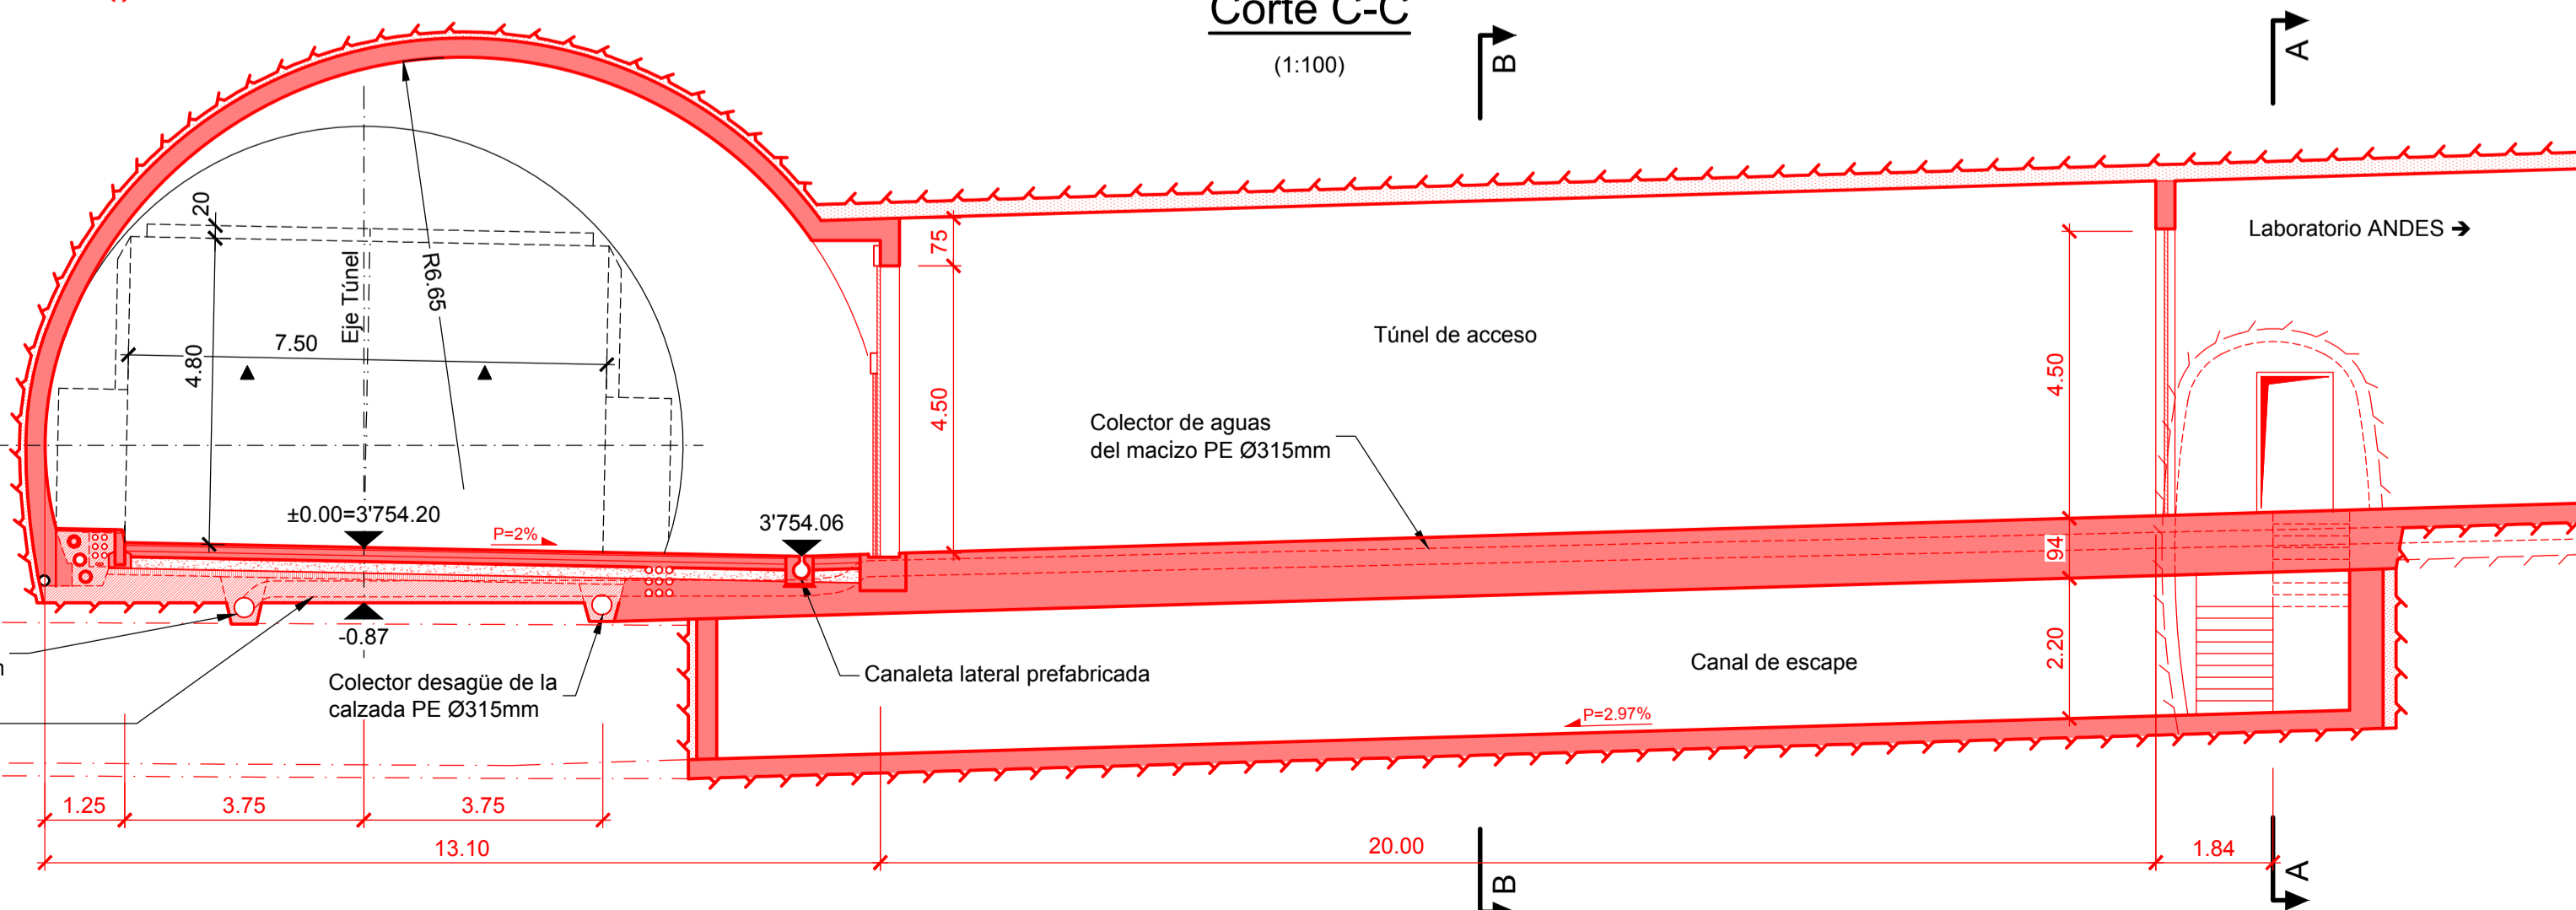 Corte C-C
(1:100)
B
A
20
Eje Túnel
R6.65
7.50
4.80
75
4.50
Túnel de acceso
Laboratorio ANDES ➔
4.50
Colector de aguas
del macizo PE Ø315mm
±0.00=3'754.20
P=2%
3'754.06
94
-0.87
Colector desagüe de la
calzada PE Ø315mm
Canaleta lateral prefabricada
Canal de escape
2.20
P=2.97%
1.25
3.75
3.75
13.10
20.00
1.84
B
A